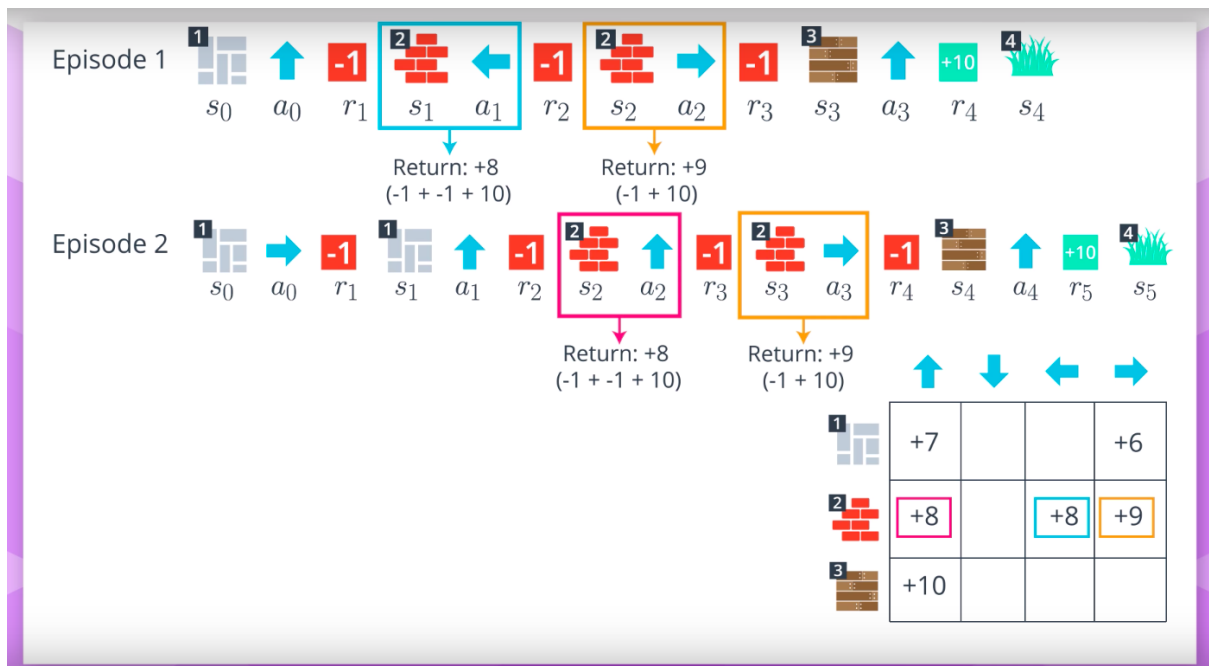 Episode 1 1 -1 2 -1 2 -1 3 +10 4
s₀ a₀ r₁ s₁ a₁ r₂ s₂ a₂ r₃ s₃ a₃ r₄ s₄
Return: +8 Return: +9
(-1 + -1 + 10) (-1 + 10)
Episode 2 1 -1 1 -1 2 -1 2 -1 3 +10 4
s₀ a₀ r₁ s₁ a₁ r₂ s₂ a₂ r₃ s₃ a₃ r₄ s₄ a₄ r₅ s₅
Return: +8 Return: +9
(-1 + -1 + 10) (-1 + 10)
1 +7 +6
2 +8 +8 +9
3 +10